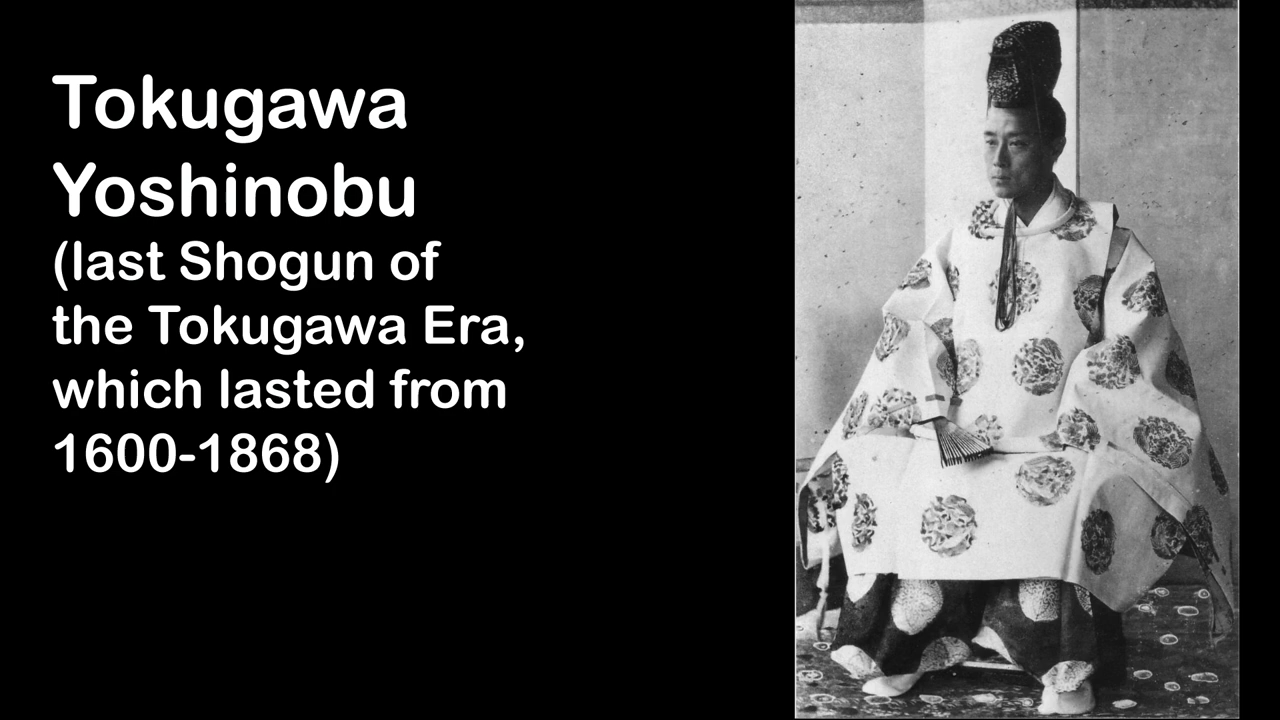 Tokugawa
Yoshinobu
(last Shogun of
the Tokugawa Era,
which lasted from
1600-1868)